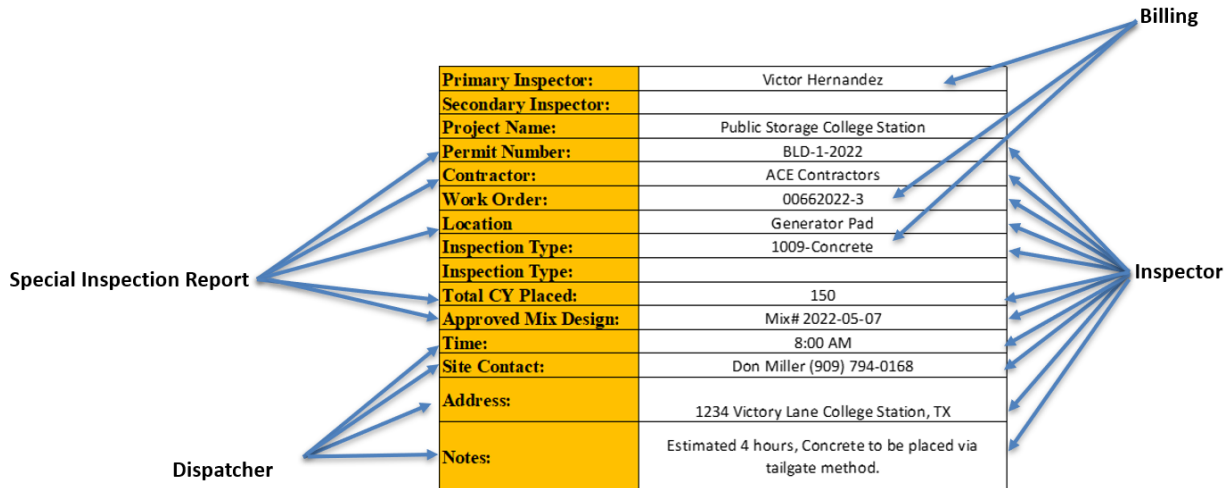 Billing
Primary Inspector: Victor Hernandez
Secondary Inspector:
Project Name: Public Storage College Station
Permit Number: BLD-1-2022
Contractor: ACE Contractors
Work Order: 00662022-3
Location Generator Pad
Inspection Type: 1009-Concrete
Special Inspection Report
Inspector
Inspection Type:
Total CY Placed: 150
Approved Mix Design: Mix# 2022-05-07
Time: 8:00 AM
Site Contact: Don Miller (909) 794-0168
Address: 1234 Victory Lane College Station, TX
Notes: Estimated 4 hours, Concrete to be placed via
tailgate method.
Dispatcher